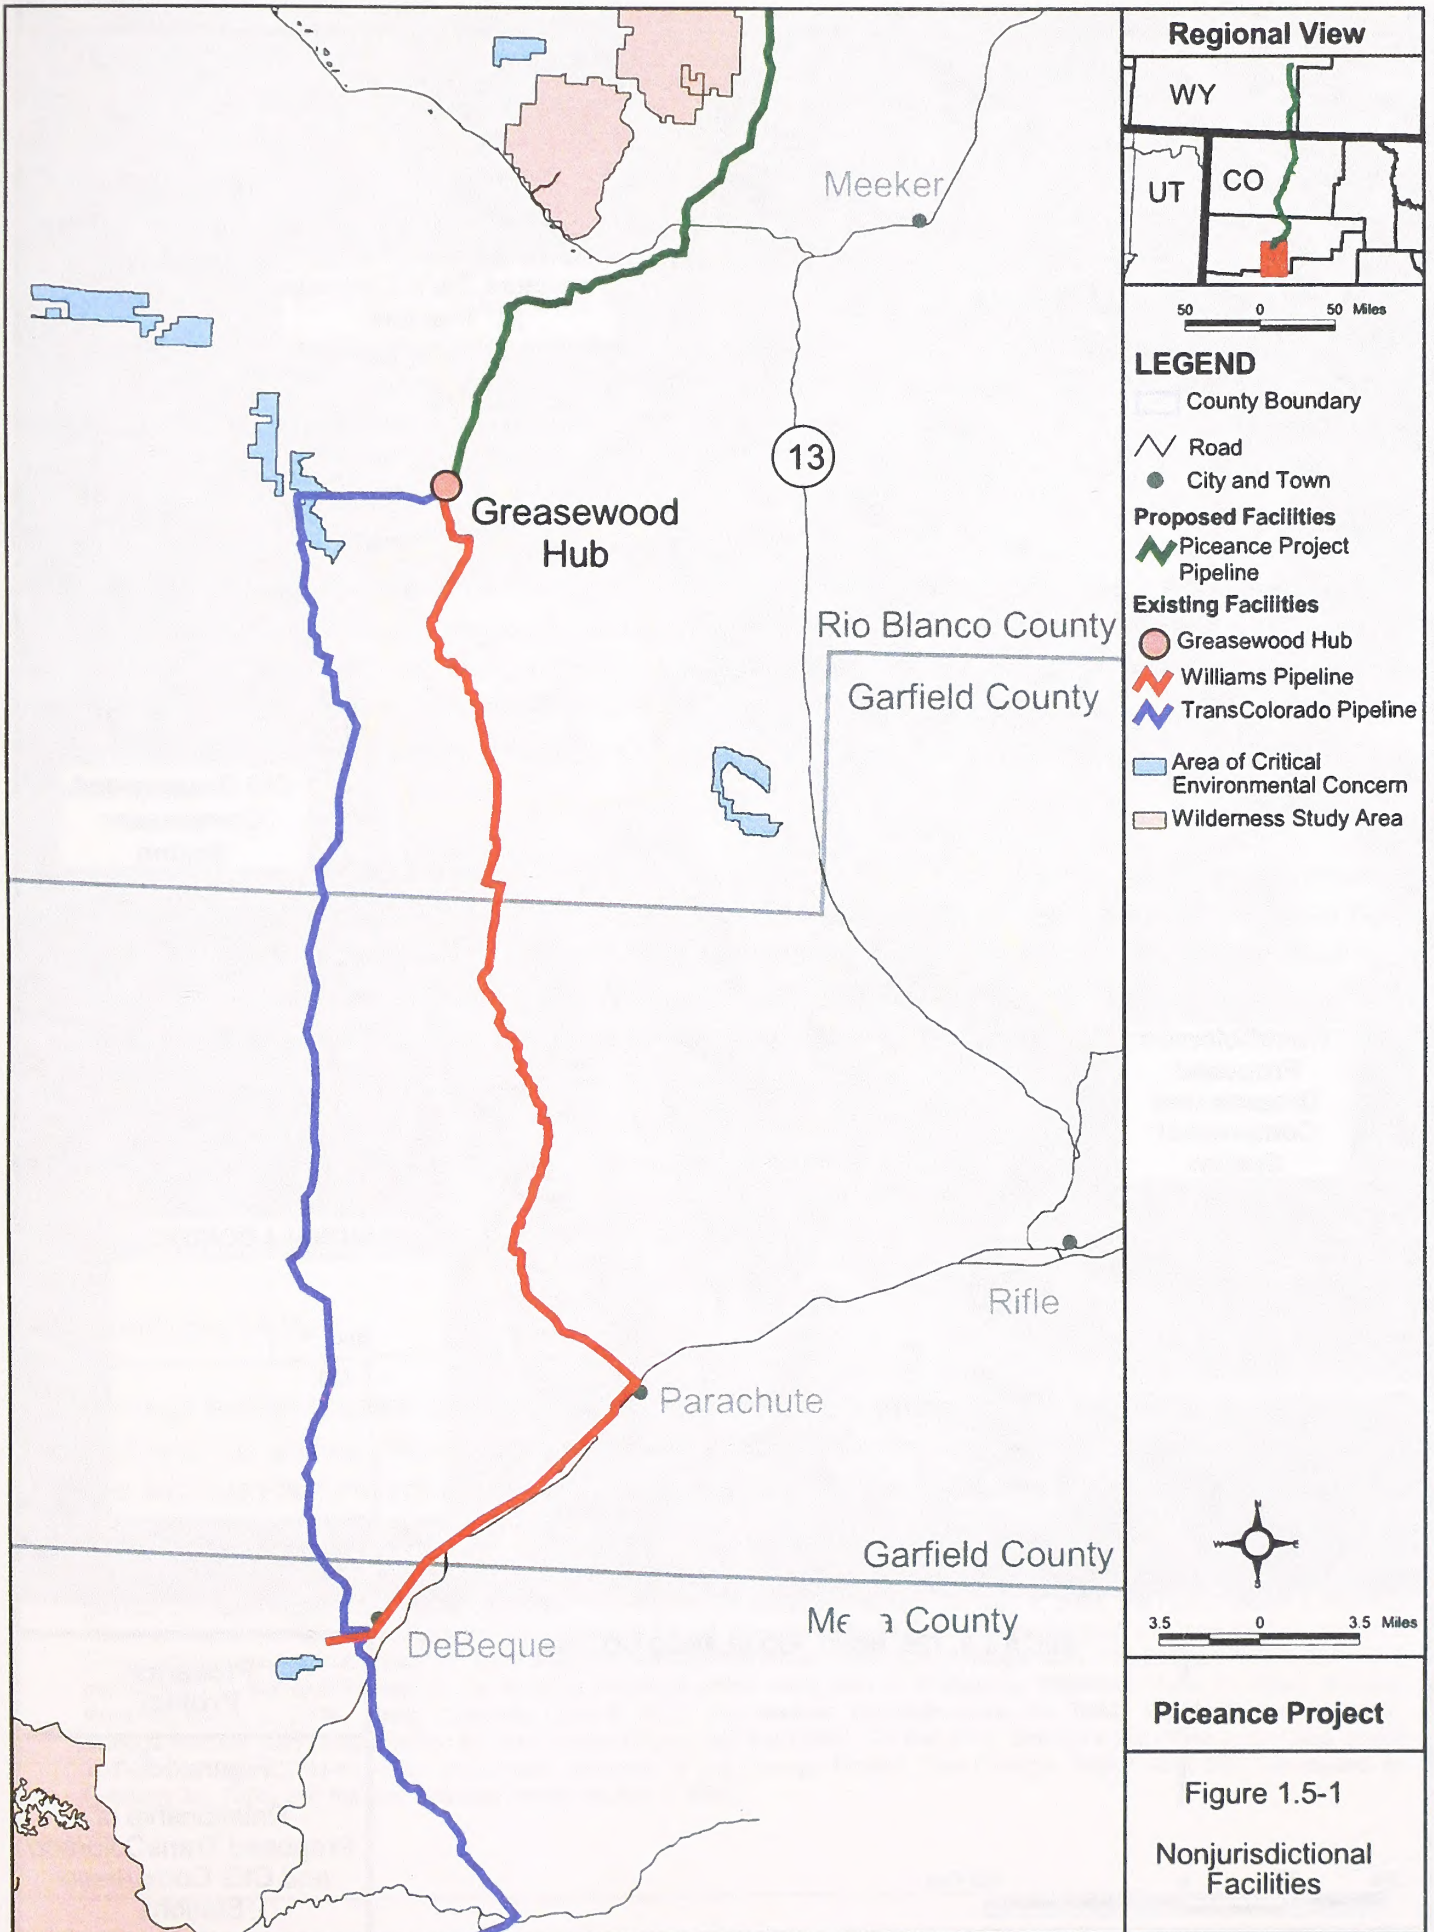 Regional View
WY
UT
CO
50 0 50 Miles
LEGEND
County Boundary
Road
City and Town
Proposed Facilities
Piceance Project
Pipeline
Existing Facilities
Greasewood Hub
Williams Pipeline
TransColorado Pipeline
Area of Critical
Environmental Concern
Wilderness Study Area
N
W E
S
3.5 0 3.5 Miles
Piceance Project
Figure 1.5-1
Nonjurisdictional
Facilities
Meeker
13
Greasewood
Hub
Rio Blanco County
Garfield County
Rifle
Parachute
Garfield County
County
DeBeque